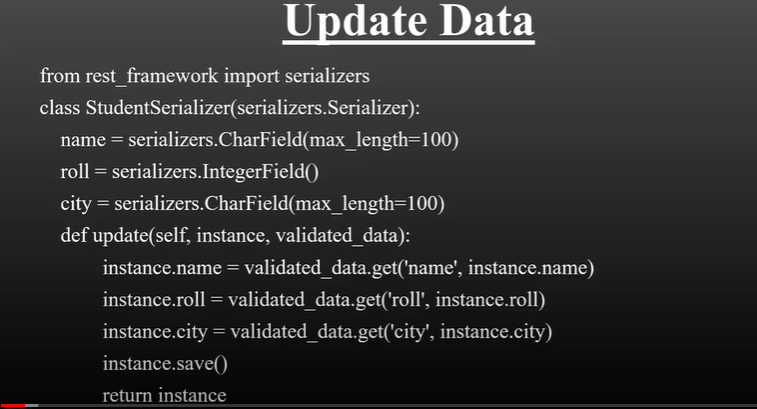 Update Data
from rest_framework import serializers
class StudentSerializer(serializers.Serializer):
name = serializers.CharField(max_length=100)
roll = serializers.IntegerField()
city = serializers.CharField(max_length=100)
def update(self, instance, validated_data):
instance.name = validated_data.get('name', instance.name)
instance.roll = validated_data.get('roll', instance.roll)
instance.city = validated_data.get('city', instance.city)
instance.save()
return instance